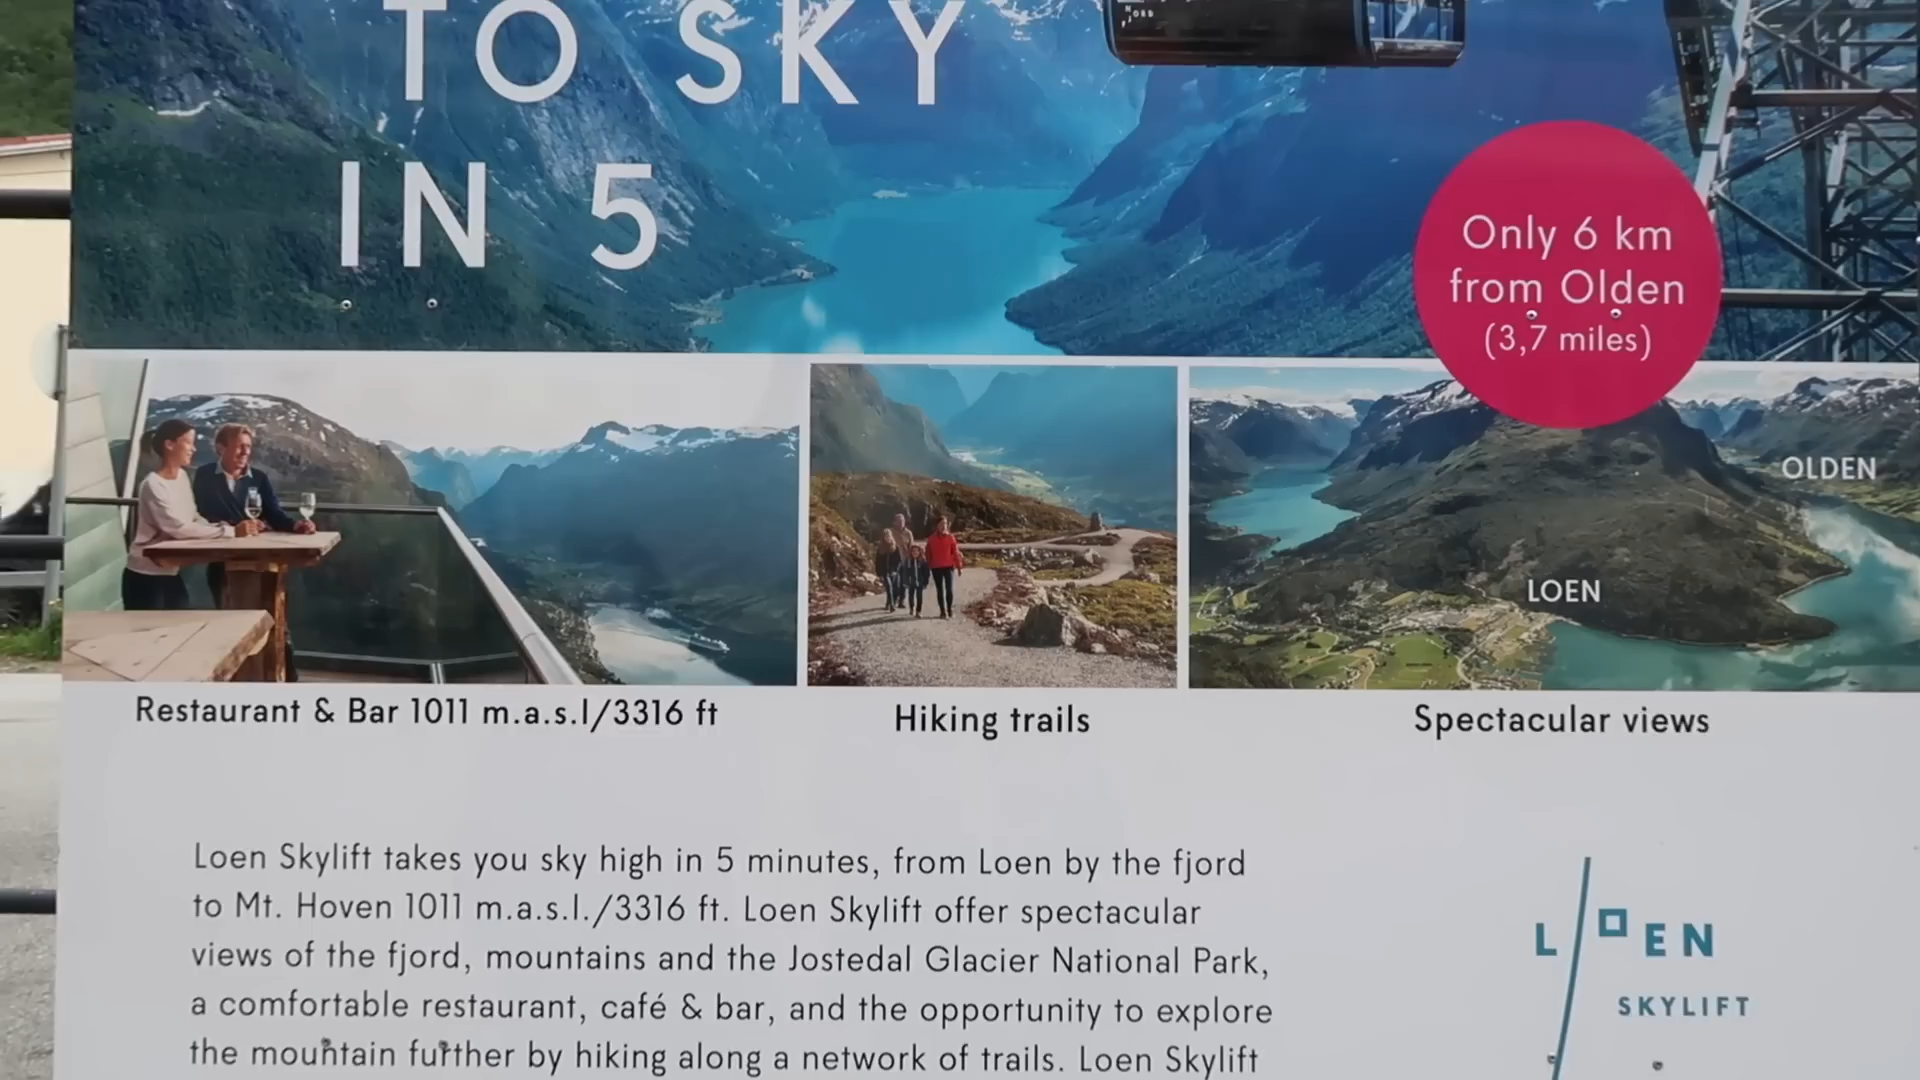 TO SKY
IN 5
Only 6 km
from Olden
(3,7 miles)
OLDEN
LOEN
Restaurant & Bar 1011 m.a.s.l/3316 ft
Hiking trails
Spectacular views
Loen Skylift takes you sky high in 5 minutes, from Loen by the fjord
to Mt. Hoven 1011 m.a.s.l./3316 ft. Loen Skylift offer spectacular
views of the fjord, mountains and the Jostedal Glacier National Park,
a comfortable restaurant, café & bar, and the opportunity to explore
the mountain further by hiking along a network of trails. Loen Skylift
LOEN
SKYLIFT